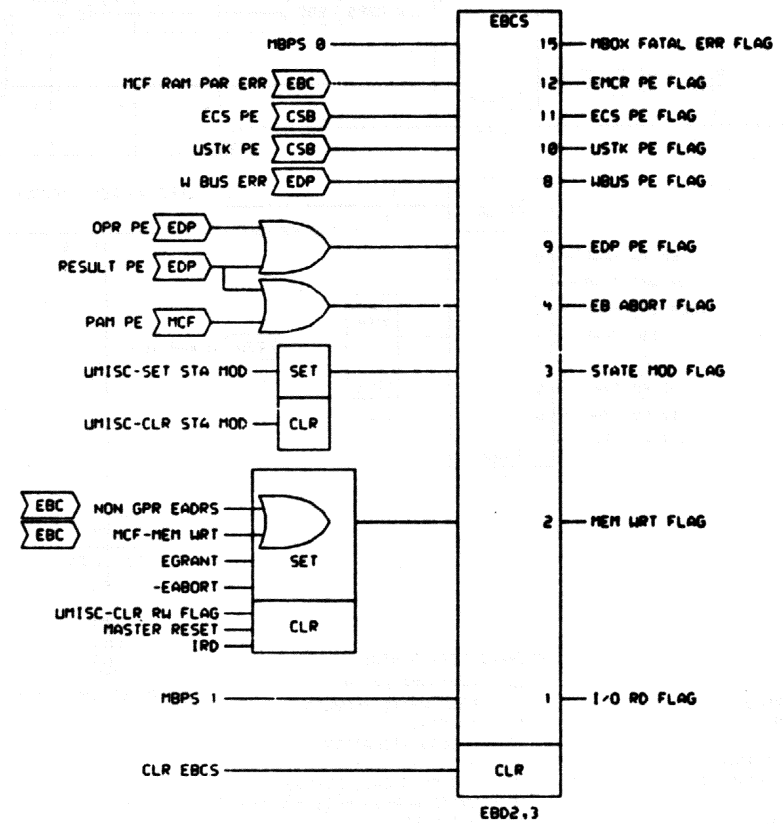 EBCS
MBPS 0 15 MBOX FATAL ERR FLAG
MCF RAM PAR ERR EBC 12 EMCR PE FLAG
ECS PE CSB 11 ECS PE FLAG
USTK PE CSB 10 USTK PE FLAG
W BUS ERR EDP 8 WBUS PE FLAG
OPR PE EDP
9 EDP PE FLAG
RESULT PE EDP
4 EB ABORT FLAG
PAM PE MCF
UMISC-SET STA MOD SET 3 STATE MOD FLAG
UMISC-CLR STA MOD CLR
EBC NON GPR EADRS
2 MEM WRT FLAG
EBC MCF-MEM WRT
EGRANT SET
-EABORT
UMISC-CLR RW FLAG
MASTER RESET CLR
IRD
MBPS 1 1 I/O RD FLAG
CLR EBCS CLR
EBD2,3